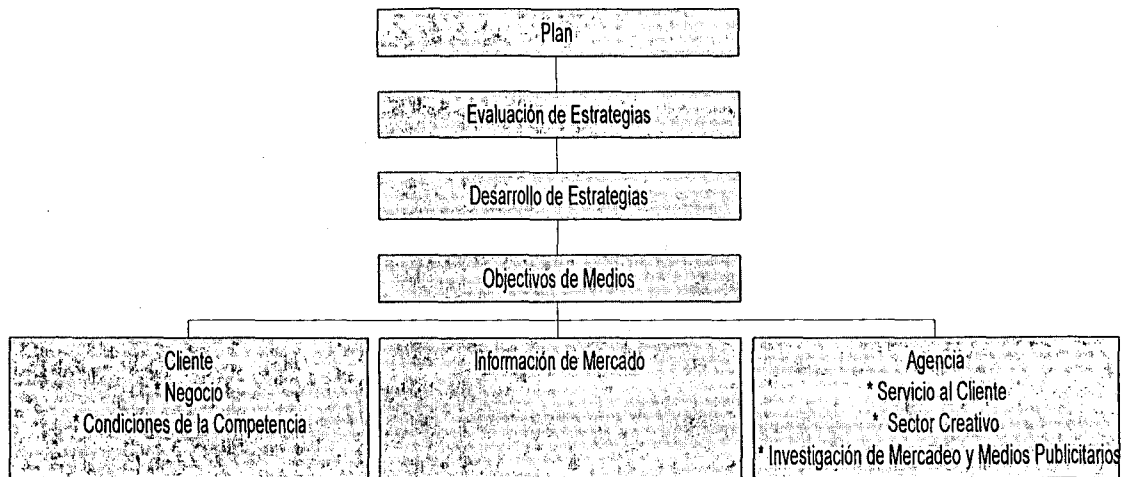 Plan
Evaluación de Estrategias
Desarrollo de Estrategias
Objectivos de Medios
Cliente
* Negocio
* Condiciones de la Competencia
Información de Mercado
Agencia
* Servicio al Cliente
* Sector Creativo
* Investigación de Mercadeo y Medios Publicitarios